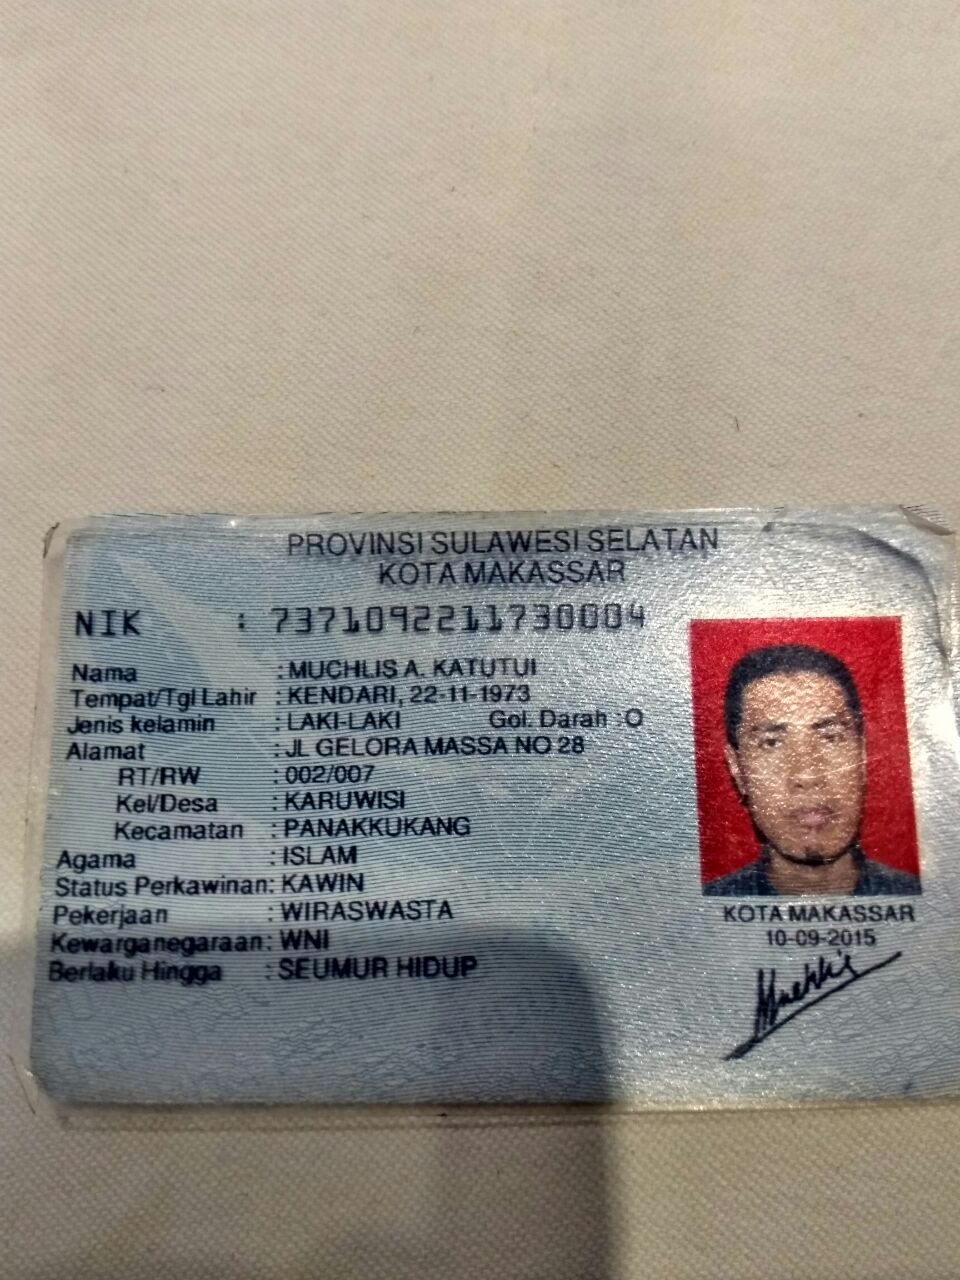 PROVINSI SULAWESI SELATAN
KOTA MAKASSAR
NIK : 7371092211730004
Nama : MUCHLIS A. KATUTUI
Tempat/Tgl Lahir : KENDARI, 22-11-1973
Jenis kelamin : LAKI-LAKI Gol. Darah : O
Alamat : JL GELORA MASSA NO 28
RT/RW : 002/007
Kel/Desa : KARUWISI
Kecamatan : PANAKKUKANG
Agama : ISLAM
Status Perkawinan: KAWIN
Pekerjaan : WIRASWASTA
Kewarganegaraan: WNI
Berlaku Hingga : SEUMUR HIDUP
KOTA MAKASSAR
10-09-2015
Muchlis